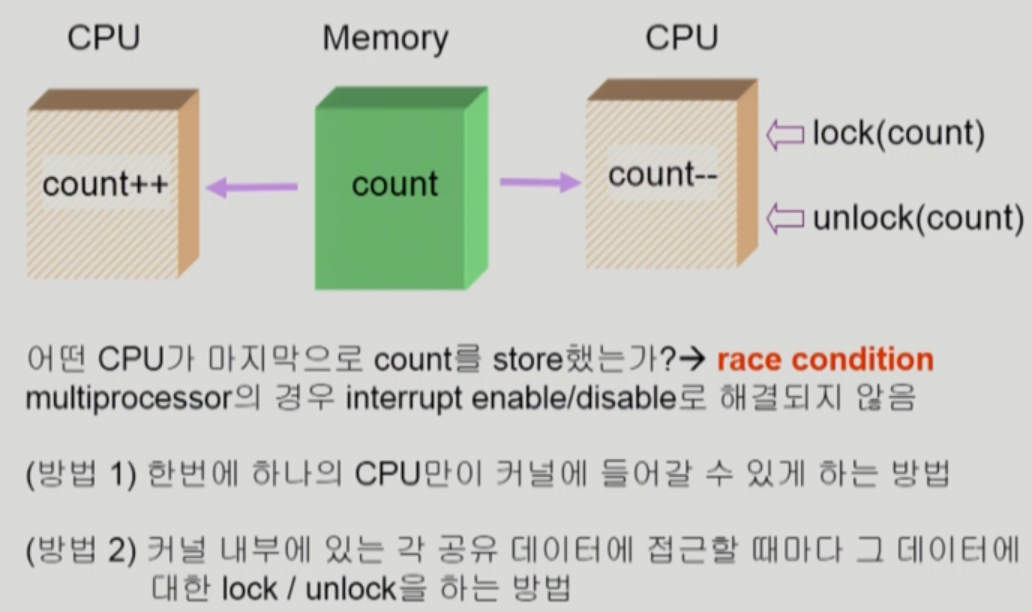 CPU Memory CPU
count++ count count--
lock(count)
unlock(count)
어떤 CPU가 마지막으로 count를 store했는가?→ race condition
multiprocessor의 경우 interrupt enable/disable로 해결되지 않음
(방법 1) 한번에 하나의 CPU만이 커널에 들어갈 수 있게 하는 방법
(방법 2) 커널 내부에 있는 각 공유 데이터에 접근할 때마다 그 데이터에
대한 lock / unlock을 하는 방법